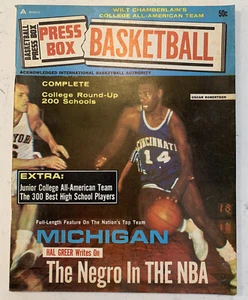 WILT CHAMBERLAIN'S
COLLEGE ALL-AMERICAN TEAM
50c
BASKETBALL
PRESS BOX
PRESS
BOX
BASKETBALL
ACKNOWLEDGED INTERNATIONAL BASKETBALL AUTHORITY
COMPLETE
College Round-Up
200 Schools
OSCAR ROBERTSON
CINCINNATI
14
EXTRA:
Junior College All-American Team
The 300 Best High School Players
Full-Length Feature On The Nation's Top Team
MICHIGAN
HAL GREER Writes On
The Negro In THE NBA